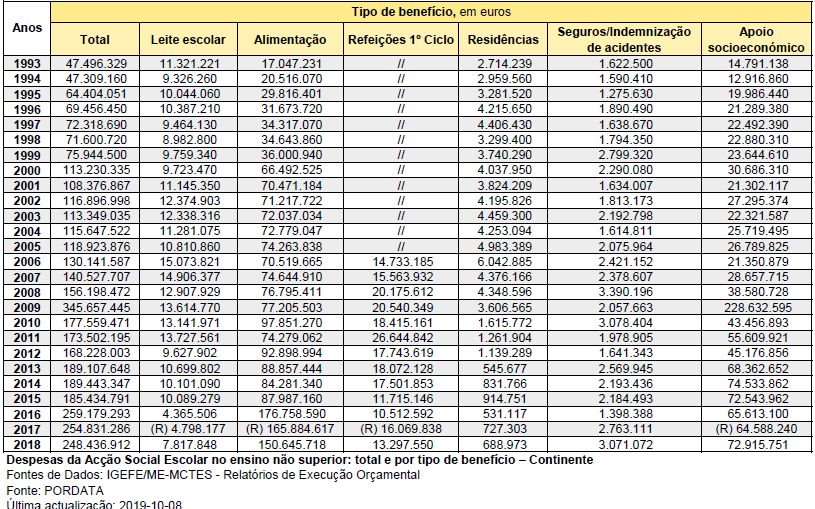 Anos Tipo de benefício, em euros
Total Leite escolar Alimentação Refeições 1º Ciclo Residências Seguros/Indemnização de acidentes Apoio socioeconómico
1993 47.496.329 11.321.221 17.047.231 // 2.714.239 1.622.500 14.791.138
1994 47.309.160 9.326.260 20.516.070 // 2.959.560 1.590.410 12.916.860
1995 64.404.051 10.044.060 29.816.401 // 3.281.520 1.275.630 19.986.440
1996 69.456.450 10.387.210 31.673.720 // 4.215.650 1.890.490 21.289.380
1997 72.318.690 9.464.130 34.317.070 // 4.406.430 1.638.670 22.492.390
1998 71.600.720 8.982.800 34.643.860 // 3.299.400 1.794.350 22.880.310
1999 75.944.500 9.759.340 36.000.940 // 3.740.290 2.799.320 23.644.610
2000 113.230.335 9.723.470 66.492.525 // 4.037.950 2.290.080 30.686.310
2001 108.376.867 11.145.350 70.471.184 // 3.824.209 1.634.007 21.302.117
2002 116.896.998 12.374.903 71.217.722 // 4.195.826 1.813.173 27.295.374
2003 113.349.035 12.338.316 72.037.034 // 4.459.300 2.192.798 22.321.587
2004 115.647.522 11.281.075 72.779.047 // 4.253.094 1.614.811 25.719.495
2005 118.923.876 10.810.860 74.263.838 // 4.983.389 2.075.964 26.789.825
2006 130.141.587 15.073.821 70.519.665 14.733.185 6.042.885 2.421.152 21.350.879
2007 140.527.707 14.906.377 74.644.910 15.563.932 4.376.166 2.378.607 28.657.715
2008 156.198.472 12.907.929 76.795.411 20.175.612 4.348.596 3.390.196 38.580.728
2009 345.657.445 13.614.770 77.205.503 20.540.349 3.606.565 2.057.663 228.632.595
2010 177.559.471 13.141.971 97.851.270 18.415.161 1.615.772 3.078.404 43.456.893
2011 173.502.195 13.727.561 74.279.062 26.644.842 1.261.904 1.978.905 55.609.921
2012 168.228.003 9.627.902 92.898.994 17.743.619 1.139.289 1.641.343 45.176.856
2013 189.107.648 10.699.802 88.857.444 18.072.128 545.677 2.569.945 68.362.652
2014 189.443.347 10.101.090 84.281.340 17.501.853 831.766 2.193.436 74.533.862
2015 185.434.791 10.089.279 87.987.160 11.715.146 914.751 2.184.493 72.543.962
2016 259.179.293 4.365.506 176.758.590 10.512.592 531.117 1.398.388 65.613.100
2017 254.831.286 (R) 4.798.177 (R) 165.884.617 (R) 16.069.838 727.303 2.763.111 (R) 64.588.240
2018 248.436.912 7.817.848 150.645.718 13.297.550 688.973 3.071.072 72.915.751
Despesas da Acção Social Escolar no ensino não superior: total e por tipo de benefício – Continente
Fontes de Dados: IGEFE/ME-MCTES - Relatórios de Execução Orçamental
Fonte: PORDATA
Última actualização: 2019-10-08